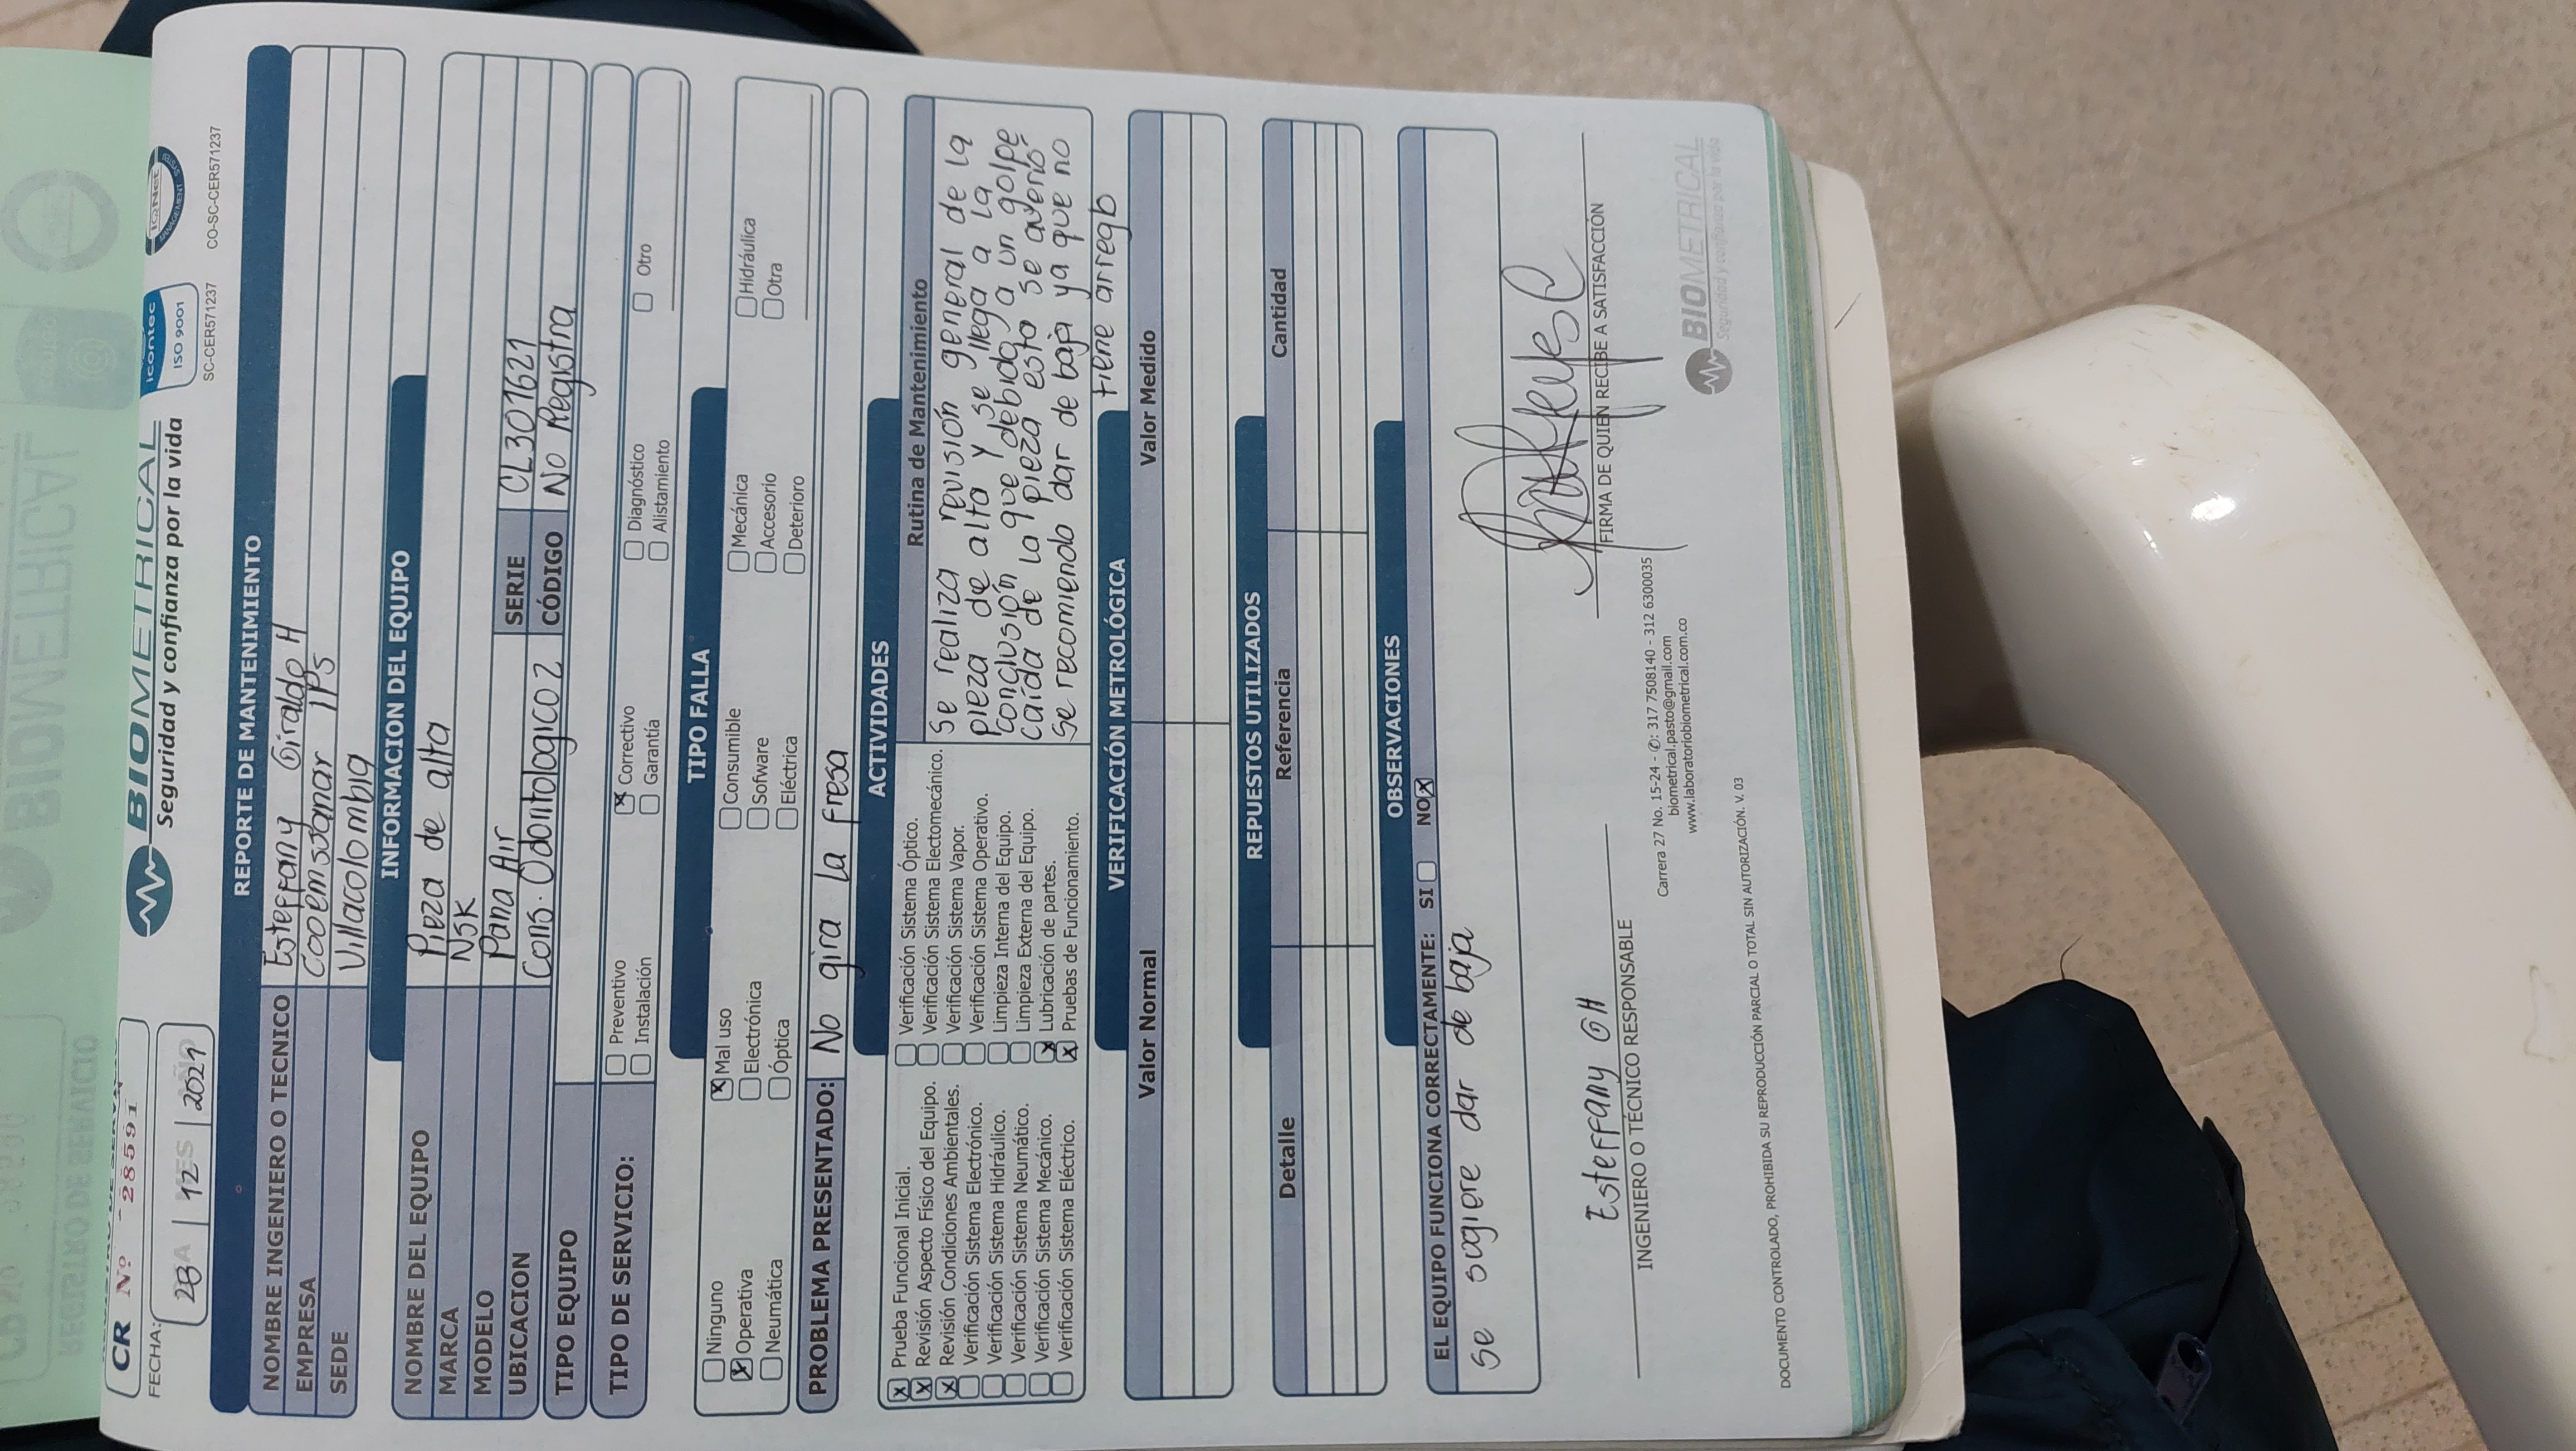 CR Nº 28591
FECHA:
28 | 12 | 2021
BIOMETRICAL
Seguridad y confianza por la vida
icontec
ISO 9001
SC-CER571237
IQNet
MANAGEMENT SYSTEM
CO-SC-CER571237
REPORTE DE MANTENIMIENTO
NOMBRE INGENIERO O TECNICO Esteffany Giraldo H
EMPRESA Cooemssanar IPS
SEDE Villacolombia
INFORMACION DEL EQUIPO
NOMBRE DEL EQUIPO Pieza de alta
MARCA NSK
MODELO Pana Air SERIE CL301621
UBICACION Cons. Odontologico 2 CÓDIGO No Registra
TIPO EQUIPO
TIPO DE SERVICIO: Preventivo Correctivo Diagnóstico Otro
Instalación Garantía Alistamiento
TIPO FALLA
Ninguno Mal uso Consumible Mecánica Hidráulica
Operativa Electrónica Sofware Accesorio Otra
Neumática Óptica Eléctrica Deterioro
PROBLEMA PRESENTADO: No gira la fresa
ACTIVIDADES
Prueba Funcional Inicial.
Revisión Aspecto Físico del Equipo.
Revisión Condiciones Ambientales.
Verificación Sistema Electrónico.
Verificación Sistema Hidráulico.
Verificación Sistema Neumático.
Verificación Sistema Mecánico.
Verificación Sistema Eléctrico.
Verificación Sistema Óptico.
Verificación Sistema Electomecánico.
Verificación Sistema Vapor.
Verificación Sistema Operativo.
Limpieza Interna del Equipo.
Limpieza Externa del Equipo.
Lubricación de partes.
Pruebas de Funcionamiento.
Rutina de Mantenimiento
Se realiza revisión general de la
pieza de alta y se llega a la
conclusión que debido a un golpe
caída de la pieza esta se averió
se recomienda dar de baja ya que no
tiene arreglo
VERIFICACIÓN METROLÓGICA
Valor Normal Valor Medido
REPUESTOS UTILIZADOS
Detalle Referencia Cantidad
OBSERVACIONES
EL EQUIPO FUNCIONA CORRECTAMENTE: SI NO X
se sugiere dar de baja
Esteffany GH
INGENIERO O TÉCNICO RESPONSABLE
FIRMA DE QUIEN RECIBE A SATISFACCIÓN
Carrera 27 No. 15-24 - ✆: 317 7508140 - 312 6300035
biometrical.pasto@gmail.com
www.laboratoriobiometrical.com.co
BIOMETRICAL
Seguridad y confianza por la vida
DOCUMENTO CONTROLADO, PROHIBIDA SU REPRODUCCIÓN PARCIAL O TOTAL SIN AUTORIZACIÓN. V. 03